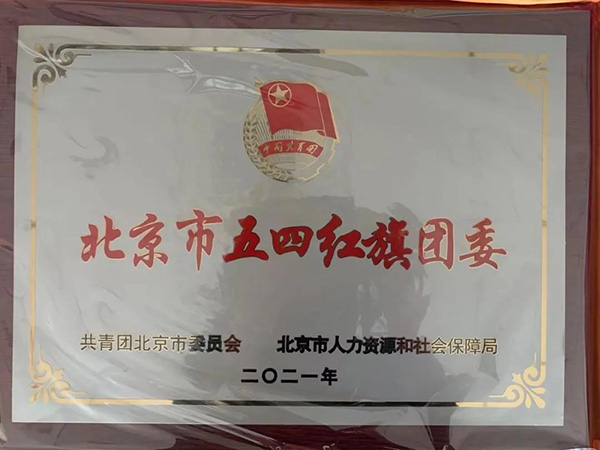 中国共青团
北京市五四红旗团委
共青团北京市委员会 北京市人力资源和社会保障局
二〇二一年